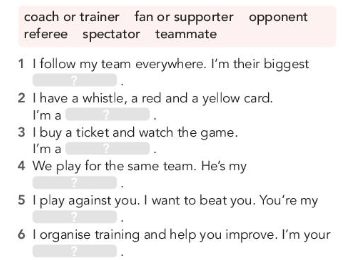 coach or trainer fan or supporter opponent
referee spectator teammate
1 I follow my team everywhere. I'm their biggest
? .
2 I have a whistle, a red and a yellow card.
I'm a ? .
3 I buy a ticket and watch the game.
I'm a ? .
4 We play for the same team. He's my
? .
5 I play against you. I want to beat you. You're my
? .
6 I organise training and help you improve. I'm your
? .